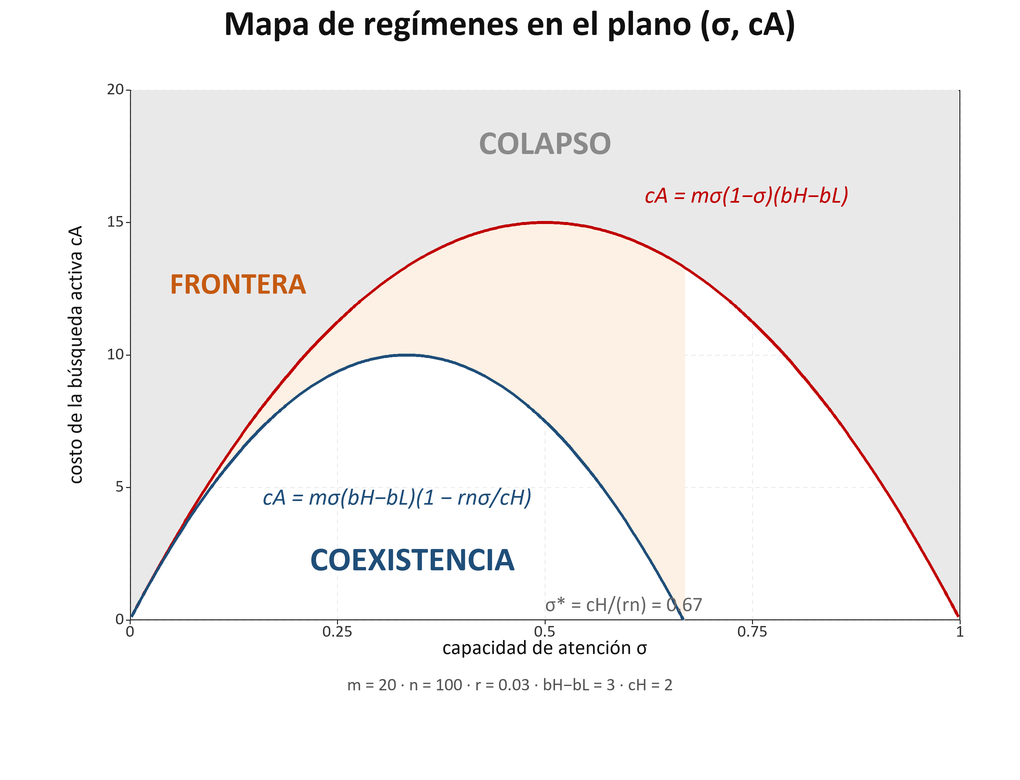 Mapa de regímenes en el plano (σ, cA)
20
COLAPSO
cA = mσ(1−σ)(bH−bL)
15
FRONTERA
costo de la búsqueda activa cA
10
5
cA = mσ(bH−bL)(1 − rnσ/cH)
COEXISTENCIA
σ* = cH/(rn) = 0.67
0
0 0.25 0.5 0.75 1
capacidad de atención σ
m = 20 · n = 100 · r = 0.03 · bH−bL = 3 · cH = 2